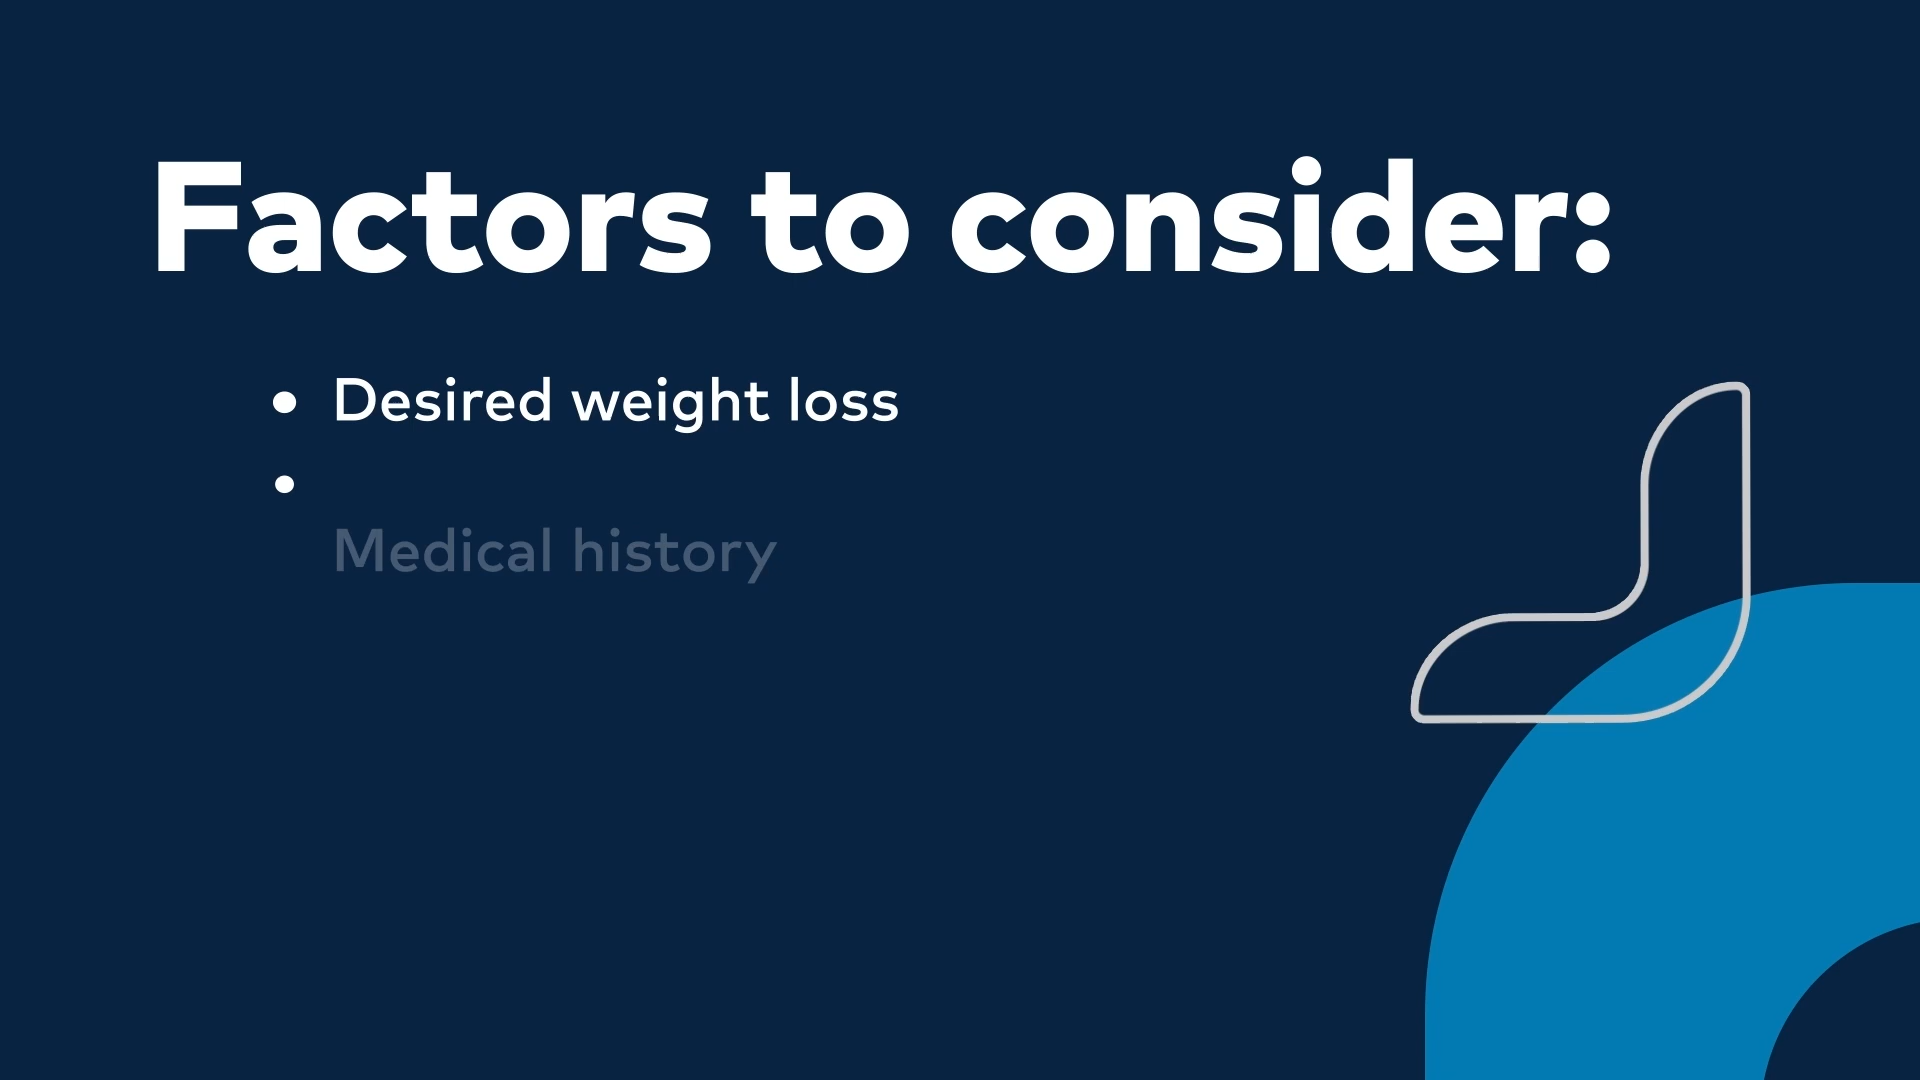 Factors to consider:
• Desired weight loss
•
Medical history